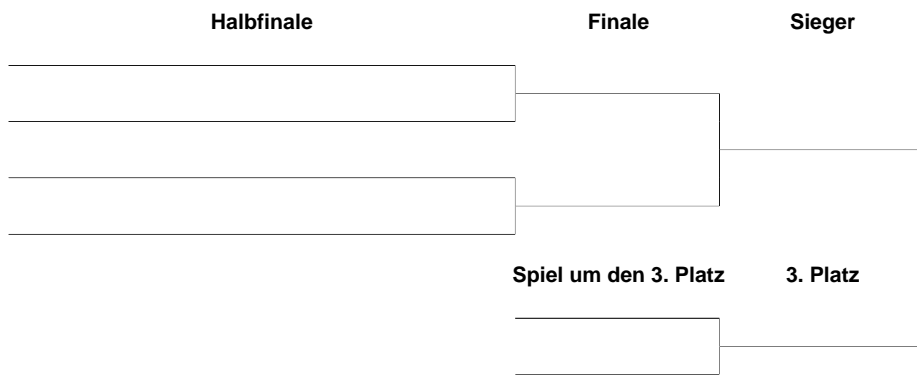 Halbfinale Finale Sieger
Spiel um den 3. Platz 3. Platz